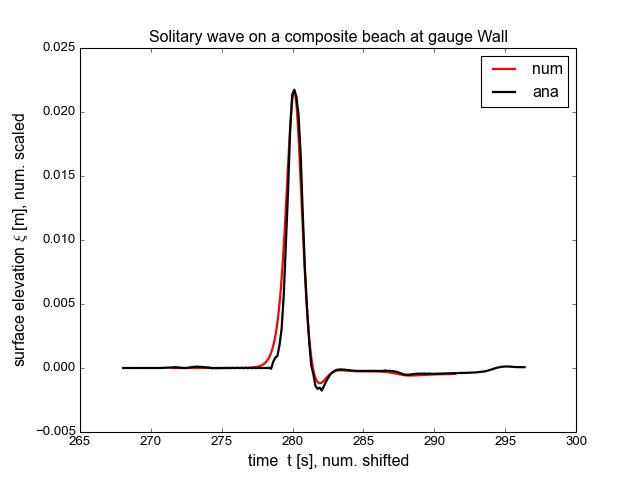 Solitary wave on a composite beach at gauge Wall
0.025
0.020
0.015
0.010
0.005
0.000
−0.005
surface elevation ξ [m], num. scaled
num
ana
265 270 275 280 285 290 295 300
time  t [s], num. shifted